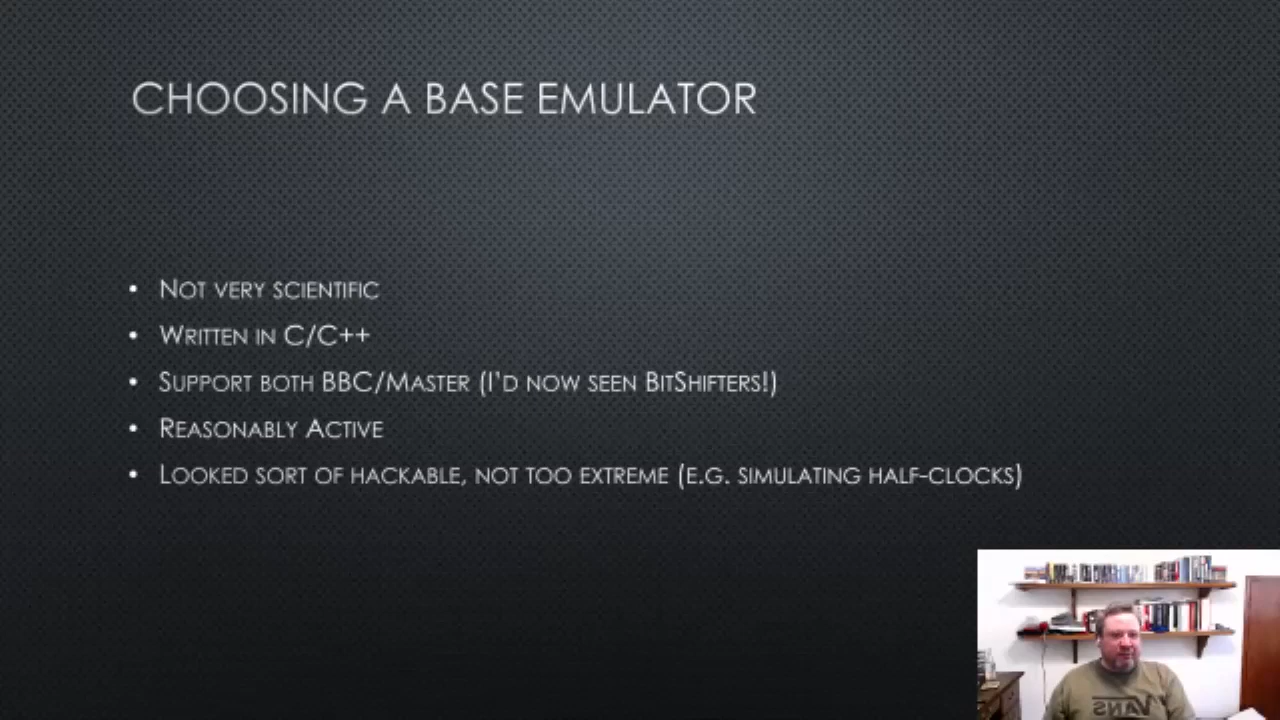 CHOOSING A BASE EMULATOR
• NOT VERY SCIENTIFIC
• WRITTEN IN C/C++
• SUPPORT BOTH BBC/MASTER (I'D NOW SEEN BITSHIFTERS!)
• REASONABLY ACTIVE
• LOOKED SORT OF HACKABLE, NOT TOO EXTREME (E.G. SIMULATING HALF-CLOCKS)
VANS